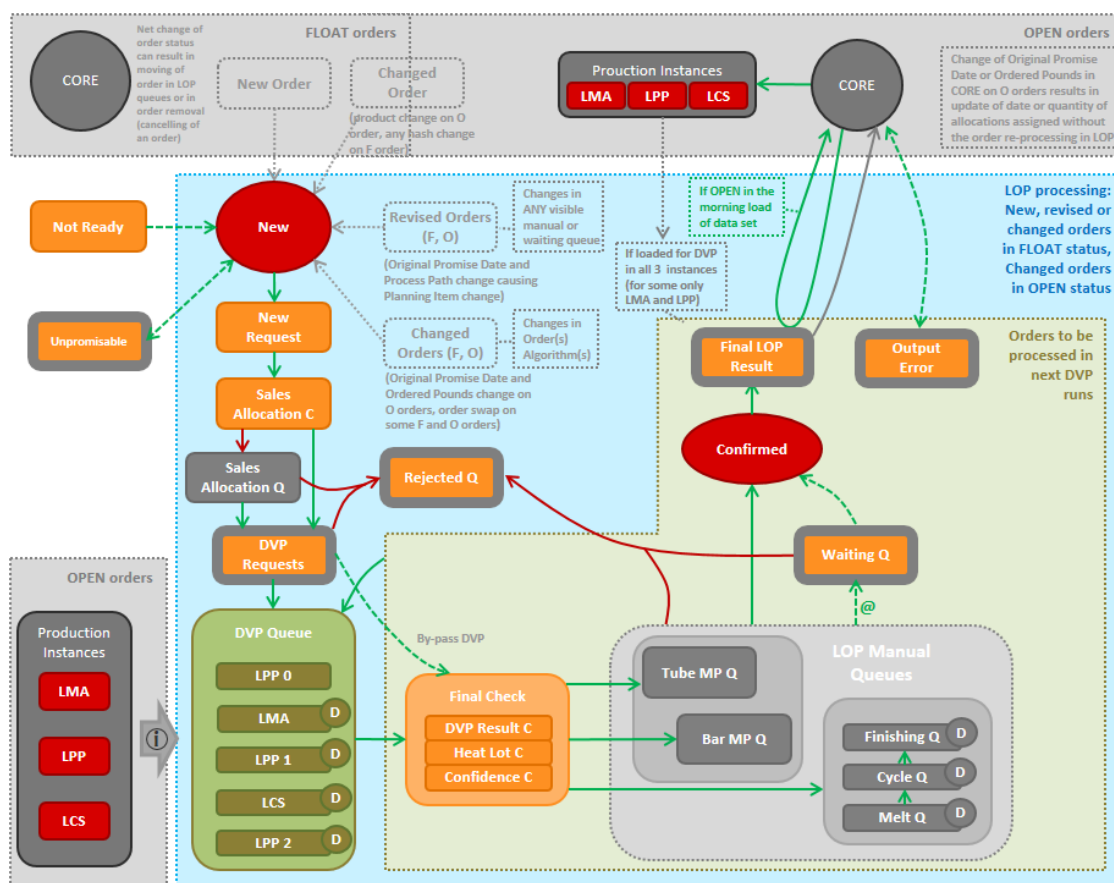 FLOAT orders
OPEN orders
CORE
Net change of
order status
can result in
moving of
order in LOP
queues or in
order removal
(cancelling of
an order)
New Order
Changed
Order
(product change on O
order, any hash change
on F order)
Prouction Instances
LMA
LPP
LCS
CORE
Change of Original Promise
Date or Ordered Pounds in
CORE on O orders results in
update of date or quantity of
allocations assigned without
the order re-processing in LOP
Not Ready
New
Unpromisable
Revised Orders
(F, O)
Changes in
ANY visible
manual or
waiting queue
(Original Promise Date and
Process Path change causing
Planning Item change)
Changed
Orders (F, O)
Changes in
Order(s)
Algorithm(s)
(Original Promise Date and
Ordered Pounds change on
O orders, order swap on
some F and O orders)
If loaded for DVP
in all 3 instances
(for some only
LMA and LPP)
If OPEN in the
morning load
of data set
LOP processing:
New, revised or
changed orders
in FLOAT status,
Changed orders
in OPEN status
New
Request
Sales
Allocation C
Sales
Allocation Q
DVP
Requests
Rejected Q
Final LOP
Result
Output
Error
Orders to be
processed in
next DVP
runs
Confirmed
Waiting Q
@
OPEN orders
Production
Instances
LMA
LPP
LCS
i
DVP Queue
LPP 0
LMA
D
LPP 1
D
LCS
D
LPP 2
D
By-pass DVP
Final Check
DVP Result C
Heat Lot C
Confidence C
LOP Manual
Queues
Tube MP Q
Bar MP Q
Finishing Q
D
Cycle Q
D
Melt Q
D